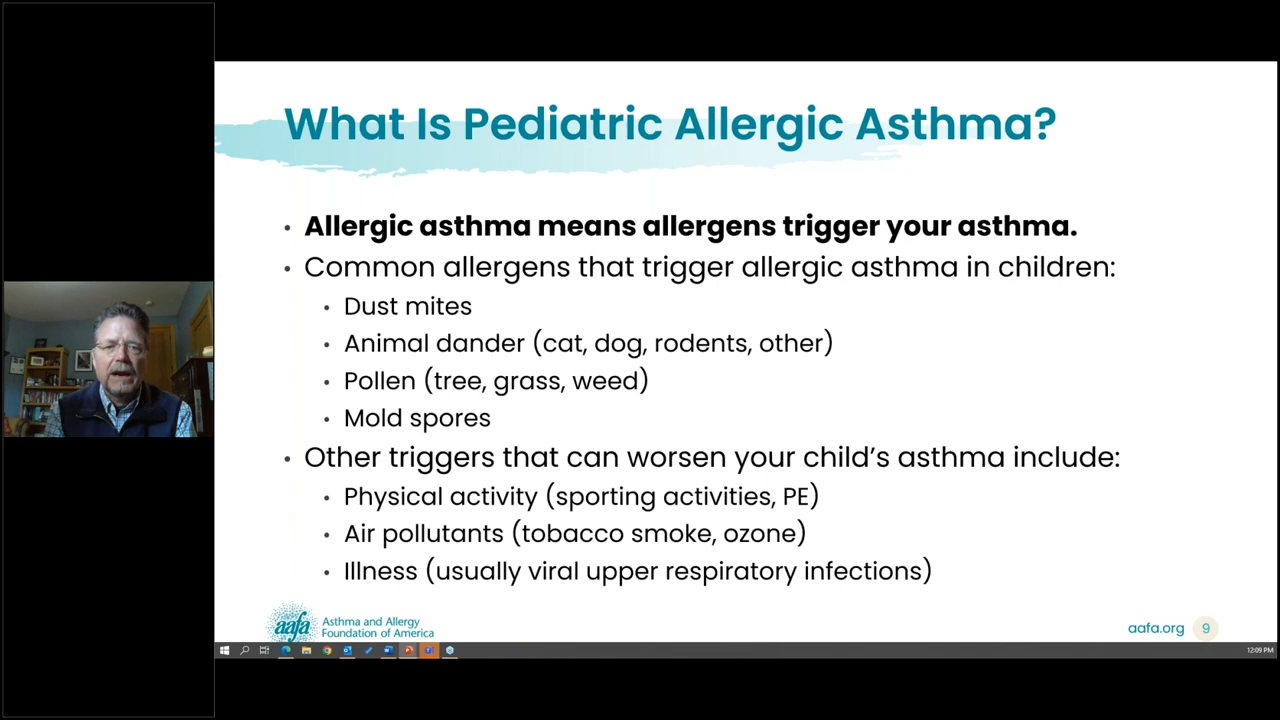 What Is Pediatric Allergic Asthma?
• Allergic asthma means allergens trigger your asthma.
• Common allergens that trigger allergic asthma in children:
• Dust mites
• Animal dander (cat, dog, rodents, other)
• Pollen (tree, grass, weed)
• Mold spores
• Other triggers that can worsen your child’s asthma include:
• Physical activity (sporting activities, PE)
• Air pollutants (tobacco smoke, ozone)
• Illness (usually viral upper respiratory infections)
aafa
Asthma and Allergy
Foundation of America
aafa.org 9
12:09 PM